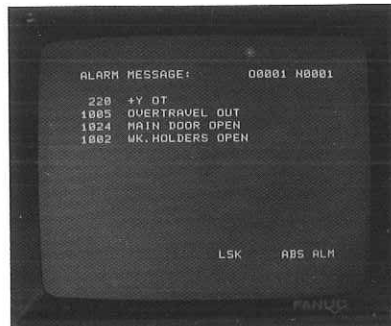 ALARM MESSAGE: O0001 N0001
220 +Y OT
1005 OVERTRAVEL OUT
1024 MAIN DOOR OPEN
1002 WK.HOLDERS OPEN
LSK ABS ALM
FANUC